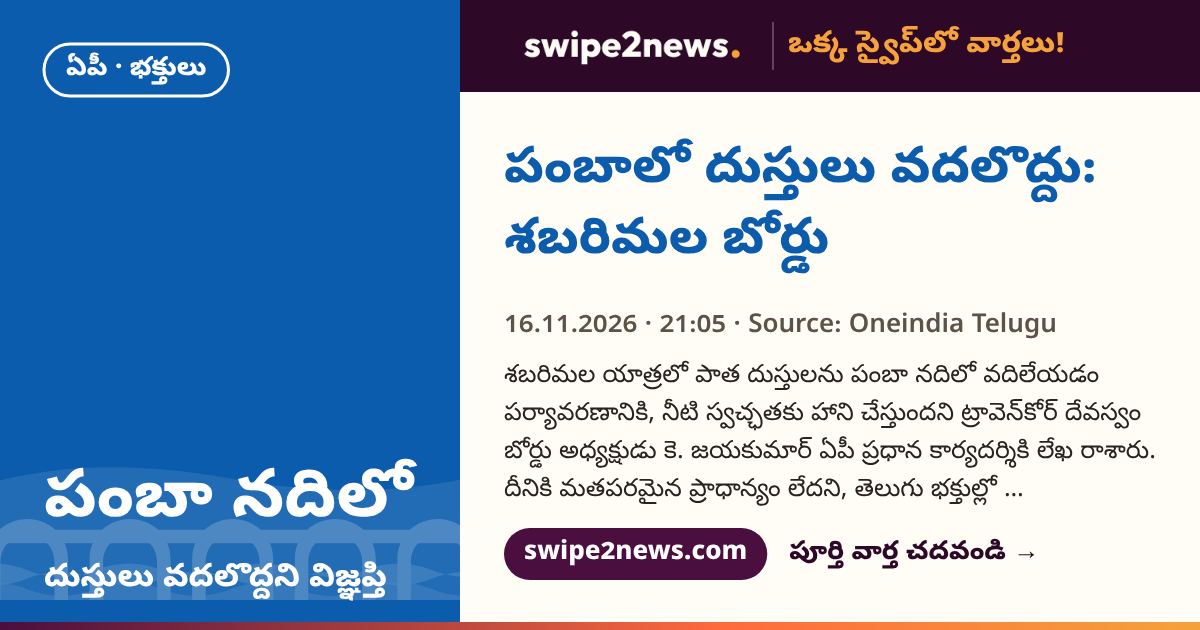 ఏపీ · భక్తులు
పంబా నదిలో
దుస్తులు వదలొద్దని విజ్ఞప్తి
swipe2news.
ఒక్క స్వైప్‌లో వార్తలు!
పంబాలో దుస్తులు వదలొద్దు:
శబరిమల బోర్డు
16.11.2026 · 21:05 · Source: Oneindia Telugu
శబరిమల యాత్రలో పాత దుస్తులను పంబా నదిలో వదిలేయడం
పర్యావరణానికి, నీటి స్వచ్ఛతకు హాని చేస్తుందని ట్రావెన్‌కోర్ దేవస్వం
బోర్డు అధ్యక్షుడు కె. జయకుమార్ ఏపీ ప్రధాన కార్యదర్శికి లేఖ రాశారు.
దీనికి మతపరమైన ప్రాధాన్యం లేదని, తెలుగు భక్తుల్లో ...
swipe2news.com
పూర్తి వార్త చదవండి →